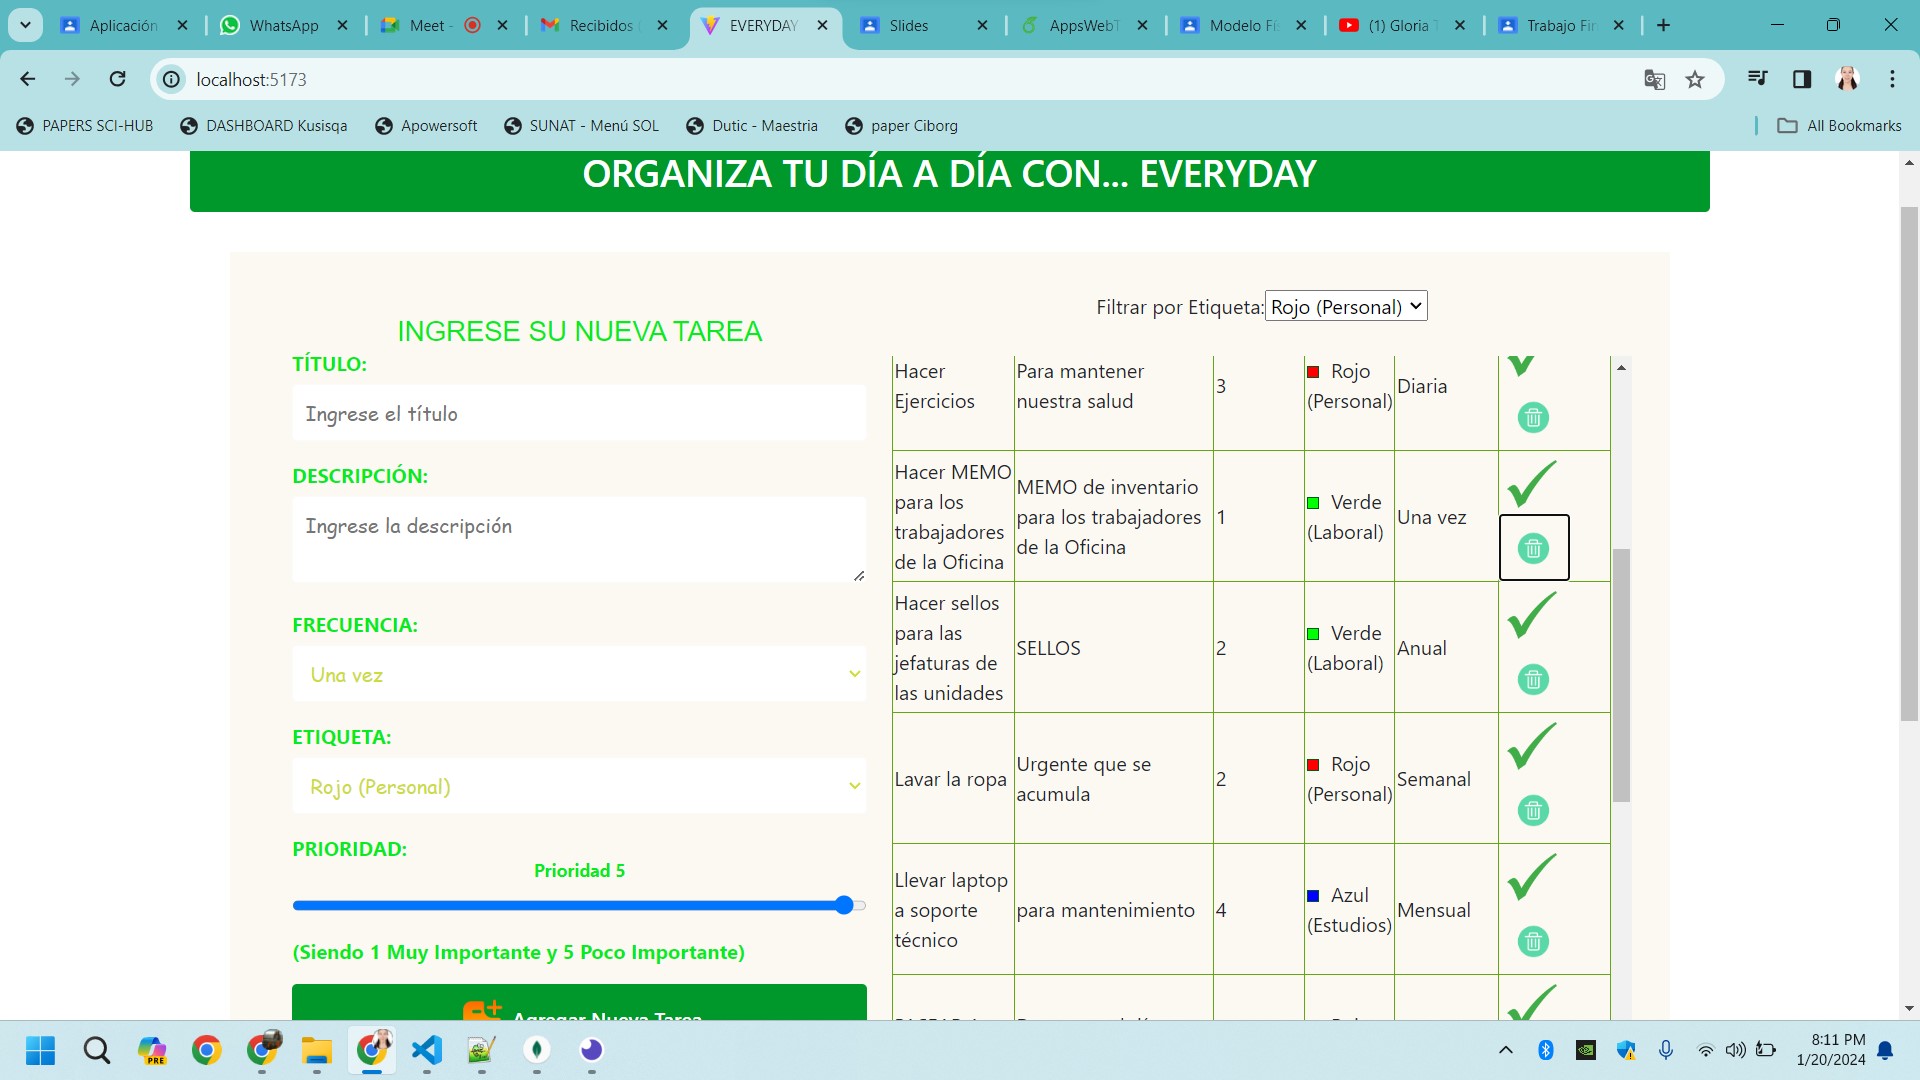 Aplicación
WhatsApp
Meet -
Recibidos
EVERYDAY
Slides
AppsWebT
Modelo Fí
(1) Gloria T
Trabajo Fin
localhost:5173
PAPERS SCI-HUB
DASHBOARD Kusisqa
Apowersoft
SUNAT - Menú SOL
Dutic - Maestria
paper Ciborg
All Bookmarks
ORGANIZA TU DÍA A DÍA CON... EVERYDAY
INGRESE SU NUEVA TAREA
TÍTULO:
Ingrese el título
DESCRIPCIÓN:
Ingrese la descripción
FRECUENCIA:
Una vez
ETIQUETA:
Rojo (Personal)
PRIORIDAD:
Prioridad 5
(Siendo 1 Muy Importante y 5 Poco Importante)
Agregar Nueva Tarea
Filtrar por Etiqueta: Rojo (Personal)
Hacer
Ejercicios
Para mantener
nuestra salud
3
Rojo
(Personal)
Diaria
Hacer MEMO
para los
trabajadores
de la Oficina
MEMO de inventario
para los trabajadores
de la Oficina
1
Verde
(Laboral)
Una vez
Hacer sellos
para las
jefaturas de
las unidades
SELLOS
2
Verde
(Laboral)
Anual
Lavar la ropa
Urgente que se
acumula
2
Rojo
(Personal)
Semanal
Llevar laptop
a soporte
técnico
para mantenimiento
4
Azul
(Estudios)
Mensual
PRE
8:11 PM
1/20/2024